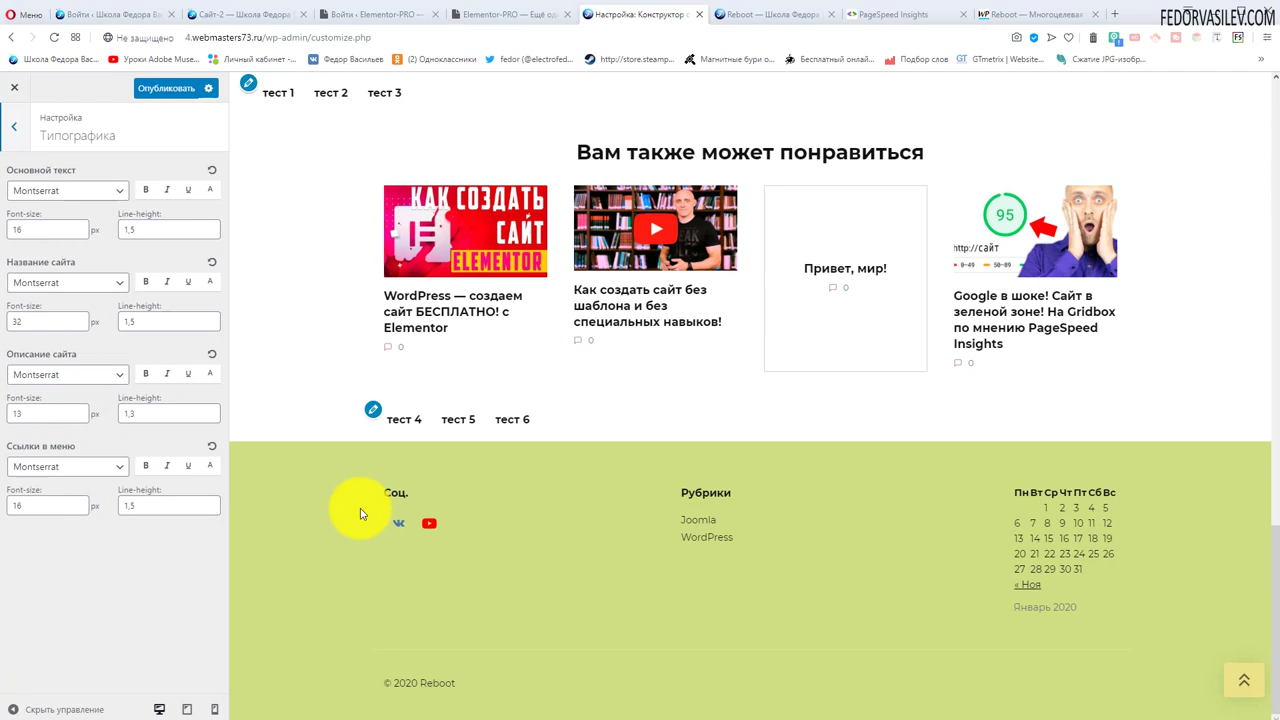 Меню
Войти ‹ Школа Федора Ва
Сайт-2 — Школа Федора
Войти ‹ Elementor-PRO —
Elementor-PRO — Ещё од
Настройка: Конструктор с
Reboot — Школа Федора
PageSpeed Insights
Reboot — Многоцелева
FEDORVASILEV.COM
Не защищено
4.webmasters73.ru/wp-admin/customize.php
Школа Федора Вас...
Уроки Adobe Muse...
Личный кабинет -...
Федор Васильев
(2) Одноклассники
fedor (@electrofed...
http://store.steamp...
Магнитные бури о...
Бесплатный онлай...
Подбор слов
GTmetrix | Website...
Сжатие JPG-изобр...
Опубликовать
Настройка
Типографика
Основной текст
Montserrat
B I U A
Font-size:
Line-height:
16 px
1,5
Название сайта
Montserrat
B I U A
Font-size:
Line-height:
32 px
1,5
Описание сайта
Montserrat
B I U A
Font-size:
Line-height:
13 px
1,3
Ссылки в меню
Montserrat
B I U A
Font-size:
Line-height:
16 px
1,5
Скрыть управление
тест 1 тест 2 тест 3
Вам также может понравиться
КАК СОЗДАТЬ
САЙТ
ELEMENTOR
WordPress — создаем
сайт БЕСПЛАТНО! с
Elementor
0
Как создать сайт без
шаблона и без
специальных навыков!
0
Привет, мир!
0
95
http://сайт
0-49 50-89
Google в шоке! Сайт в
зеленой зоне! На Gridbox
по мнению PageSpeed
Insights
0
тест 4 тест 5 тест 6
Соц.
Рубрики
Joomla
WordPress
Пн Вт Ср Чт Пт Сб Вс
1 2 3 4 5
6 7 8 9 10 11 12
13 14 15 16 17 18 19
20 21 22 23 24 25 26
27 28 29 30 31
« Ноя
Январь 2020
© 2020 Reboot